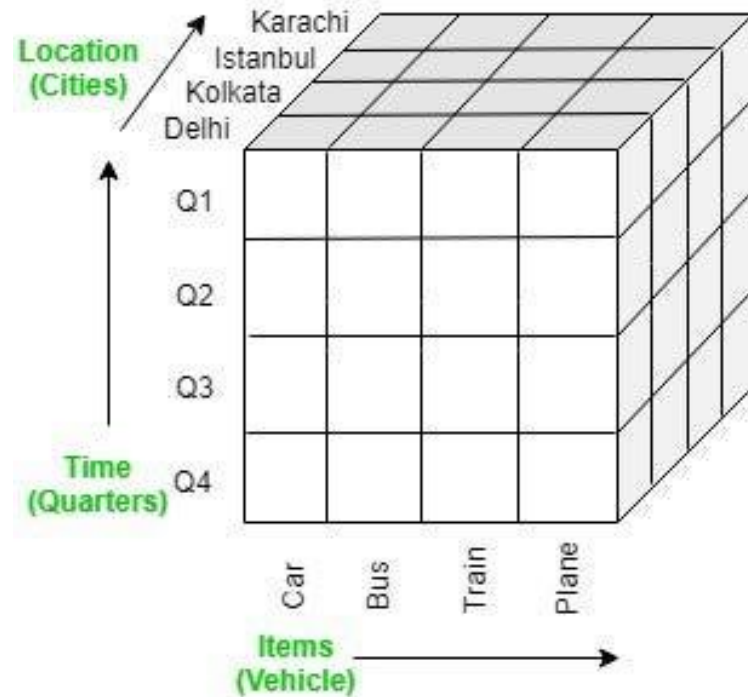 Karachi
Location
(Cities)
Istanbul
Kolkata
Delhi
Q1
Q2
Q3
Q4
Time
(Quarters)
Car
Bus
Train
Plane
Items
(Vehicle)